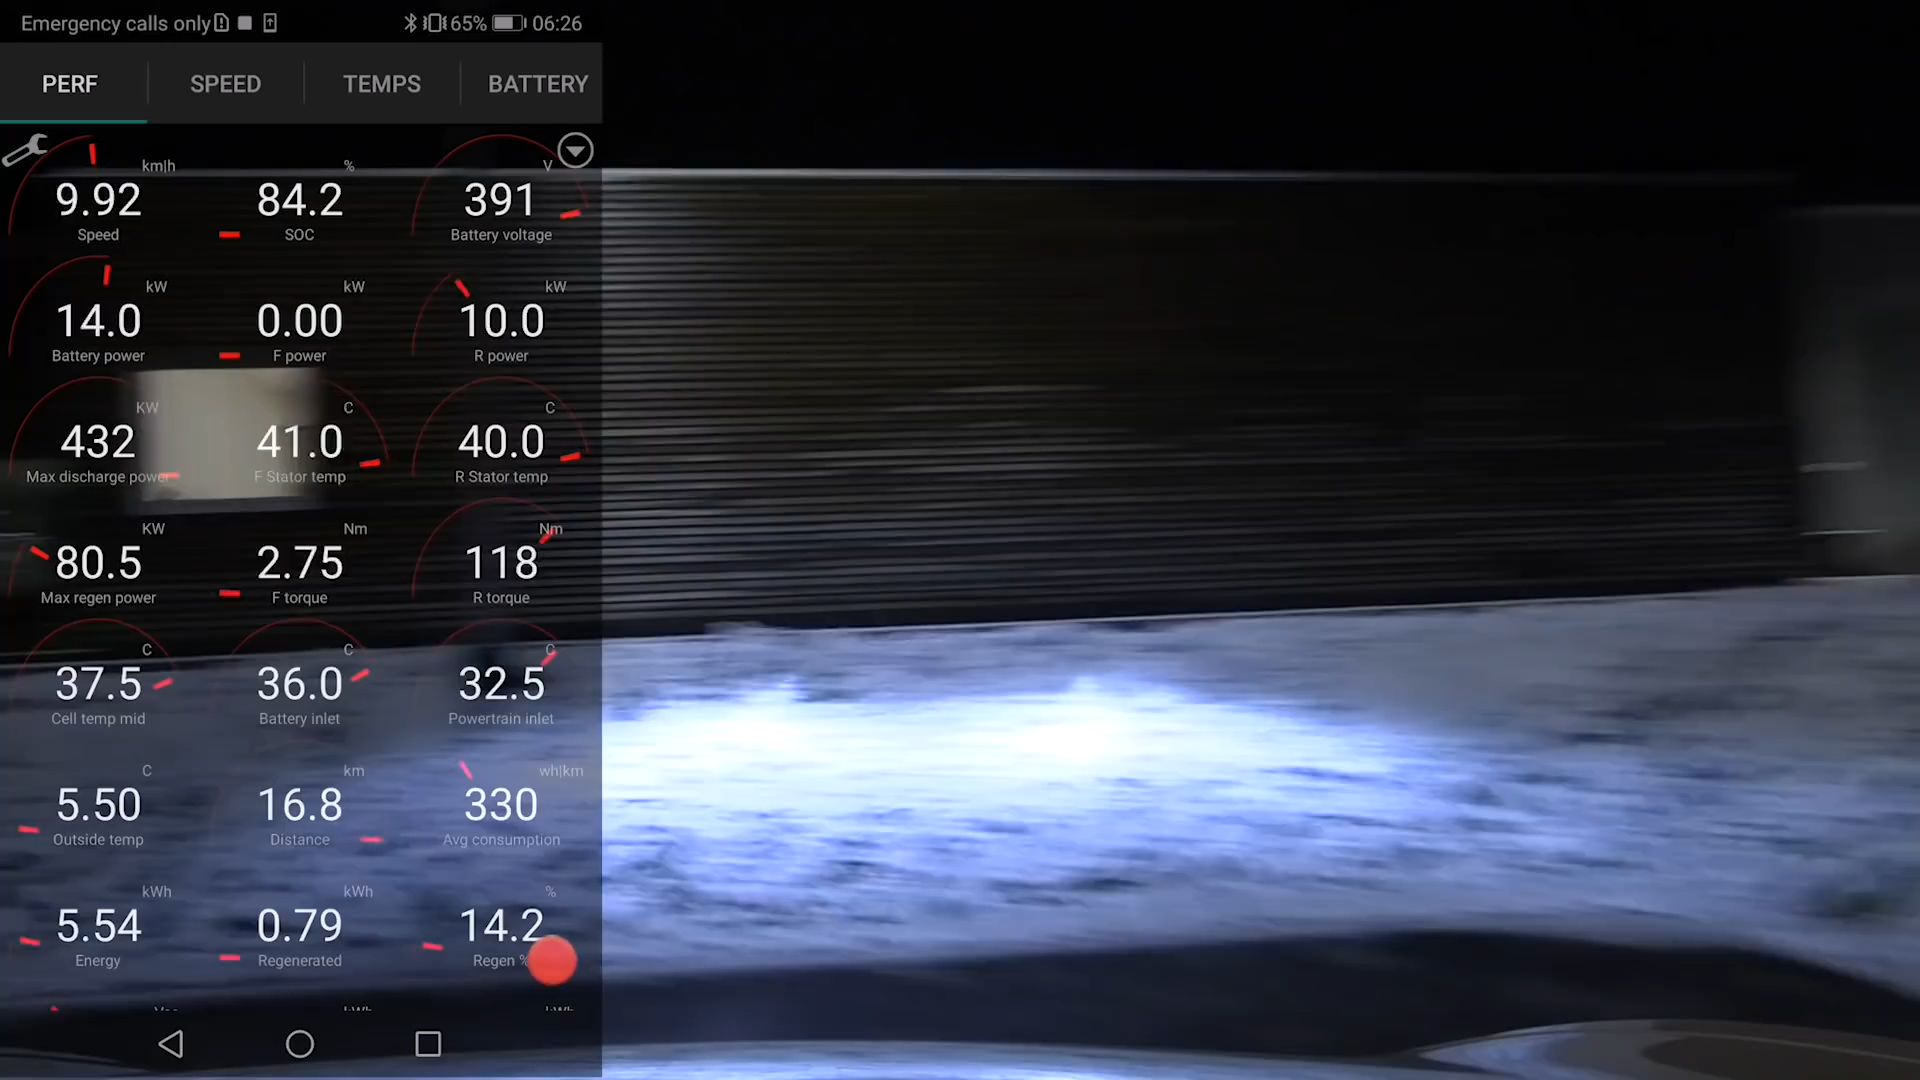 Emergency calls only 65% 06:26
PERF SPEED TEMPS BATTERY
km|h % V
9.92 84.2 391
Speed SOC Battery voltage
kW kW kW
14.0 0.00 10.0
Battery power F power R power
KW C C
432 41.0 40.0
Max discharge power F Stator temp R Stator temp
KW Nm Nm
80.5 2.75 118
Max regen power F torque R torque
C C C
37.5 36.0 32.5
Cell temp mid Battery inlet Powertrain inlet
C km wh|km
5.50 16.8 330
Outside temp Distance Avg consumption
kWh kWh %
5.54 0.79 14.2
Energy Regenerated Regen %
kWh kWh